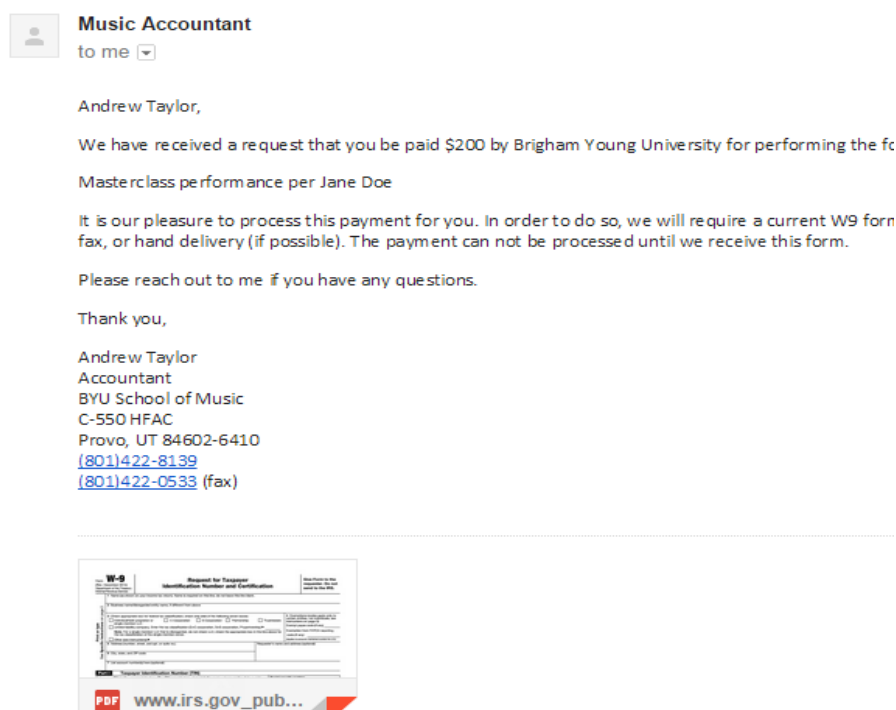 Music Accountant
to me
Andrew Taylor,
We have received a request that you be paid $200 by Brigham Young University for performing the fo
Masterclass performance per Jane Doe
It is our pleasure to process this payment for you. In order to do so, we will require a current W9 form
fax, or hand delivery (if possible). The payment can not be processed until we receive this form.
Please reach out to me if you have any questions.
Thank you,
Andrew Taylor
Accountant
BYU School of Music
C-550 HFAC
Provo, UT 84602-6410
(801)422-8139
(801)422-0533 (fax)
W-9
Request for Taxpayer
Identification Number and Certification
PDF www.irs.gov_pub...